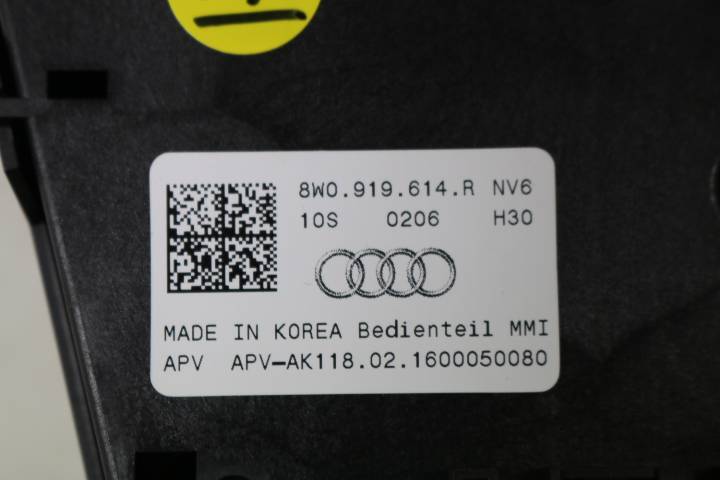 8W0.919.614.R NV6
10S 0206 H30
MADE IN KOREA Bedienteil MMI
APV APV-AK118.02.1600050080